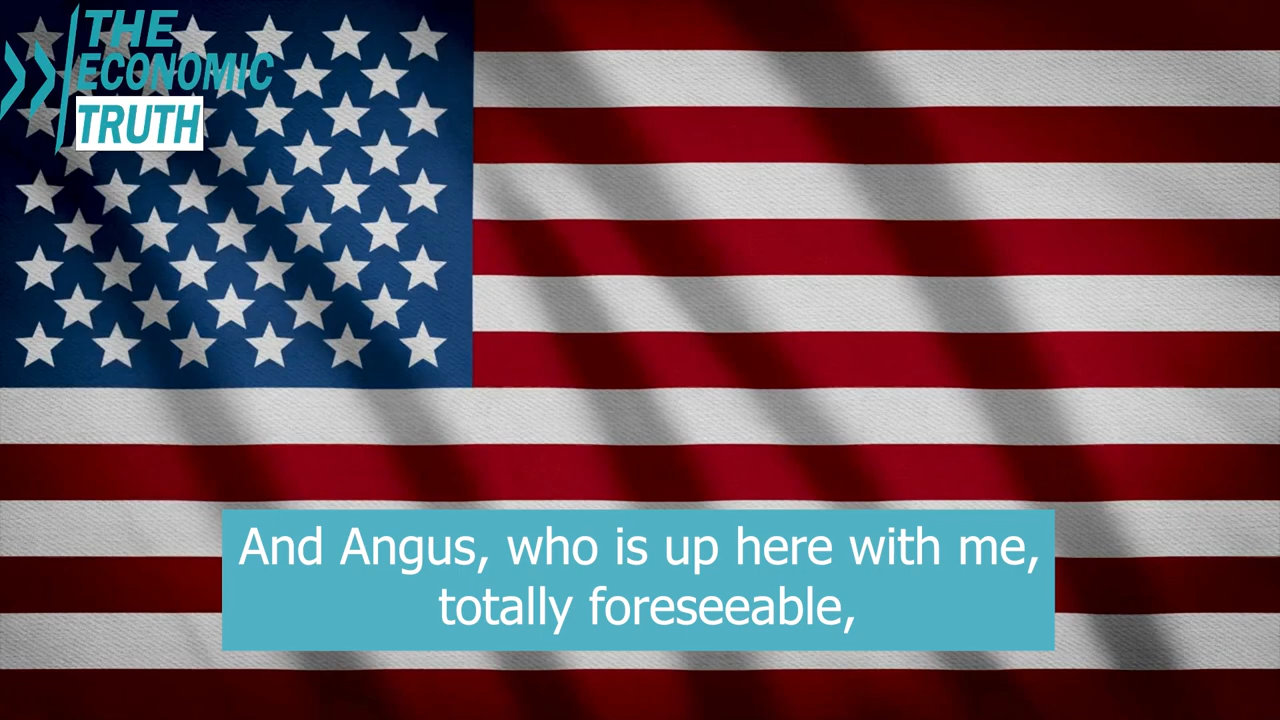 THE
ECONOMIC
TRUTH
And Angus, who is up here with me,
totally foreseeable,